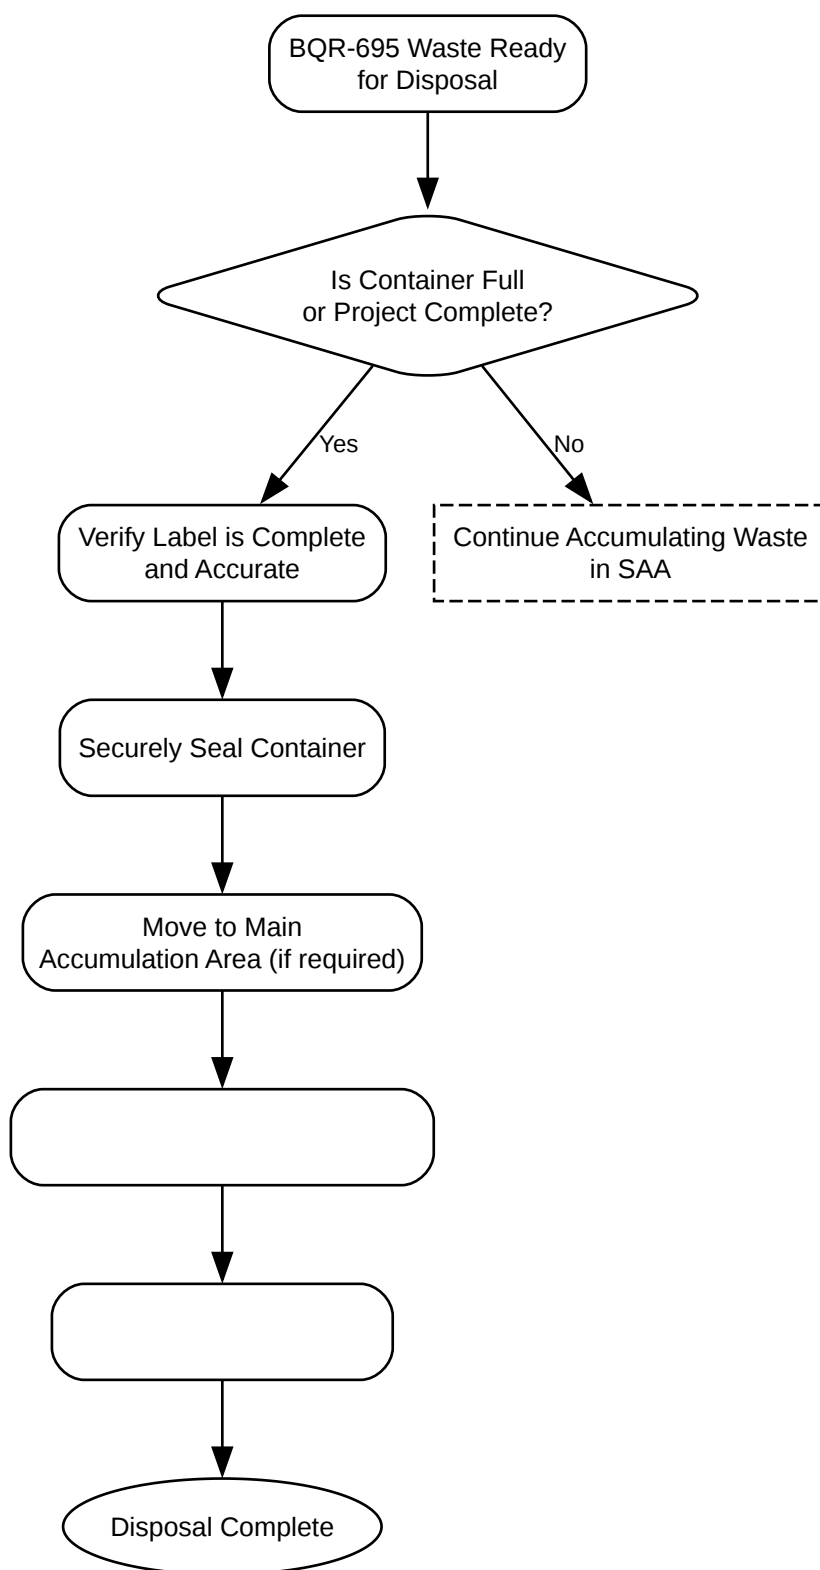 BQR-695 Waste Ready
for Disposal
Is Container Full
or Project Complete?
Yes
No
Verify Label is Complete
and Accurate
Continue Accumulating Waste
in SAA
Securely Seal Container
Move to Main
Accumulation Area (if required)
Disposal Complete